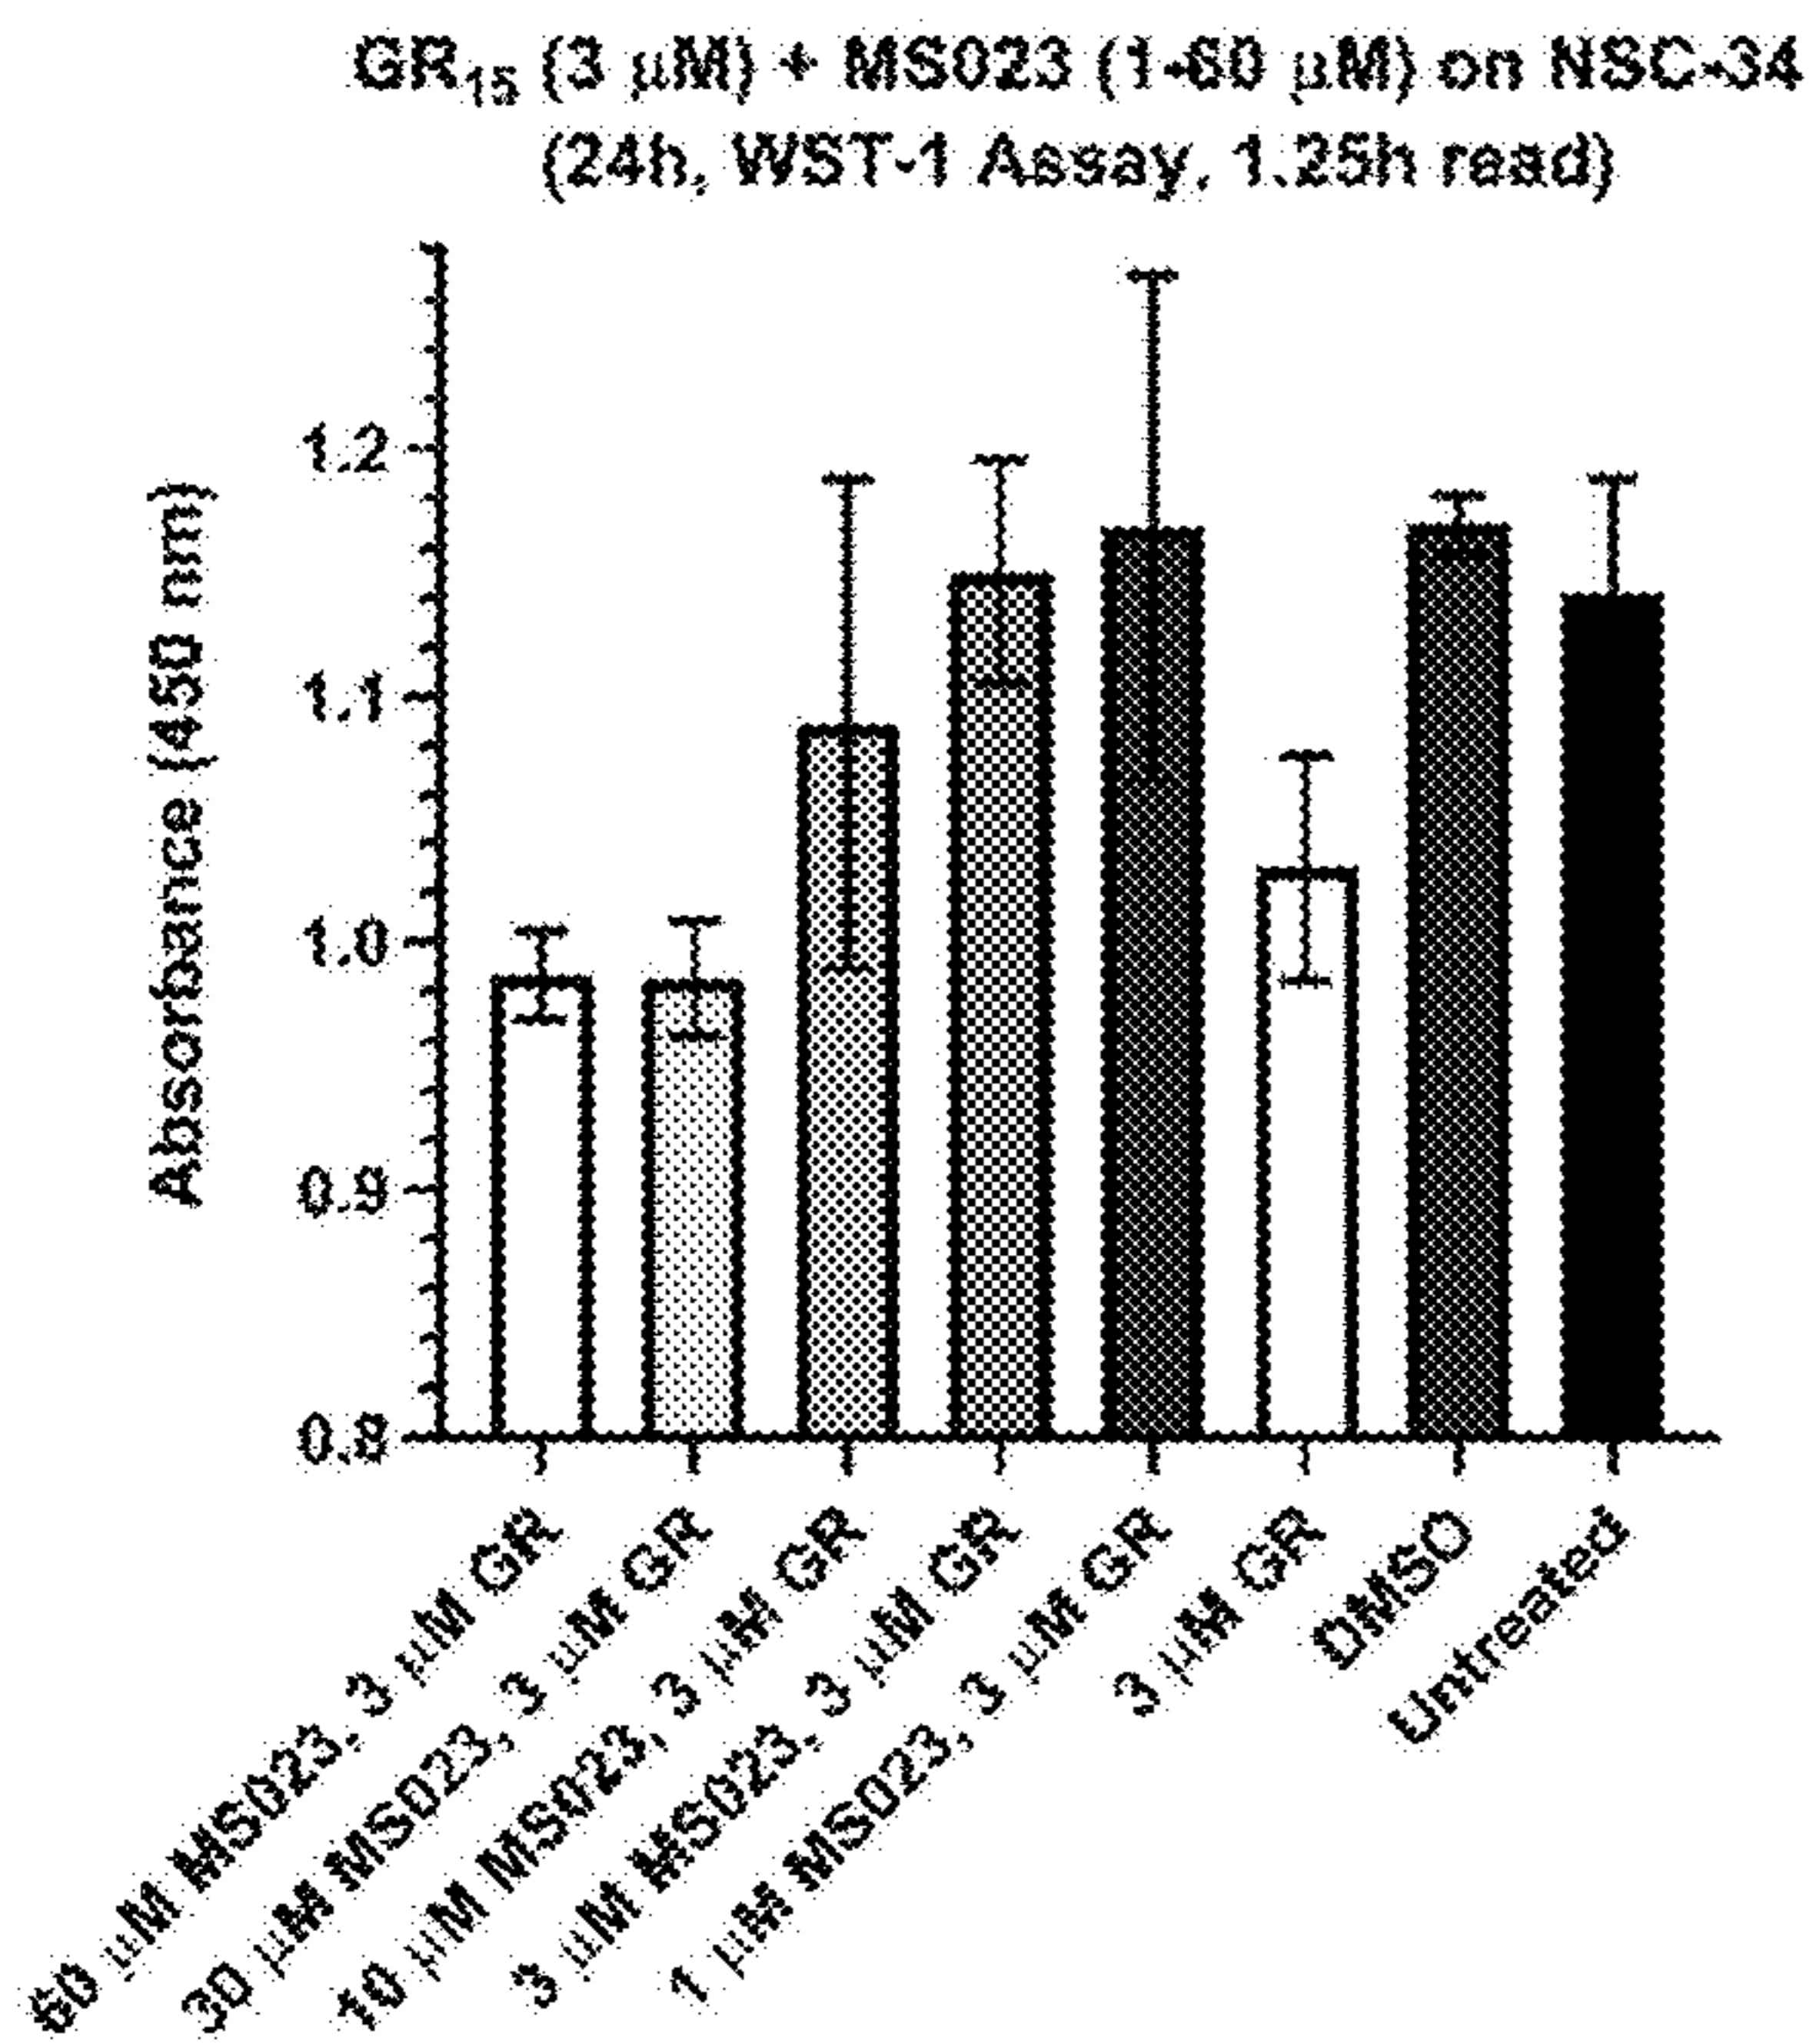 GR15 (3 µM) + MS023 (1-60 µM) on NSC-34
(24h, WST-1 Assay, 1.25h read)
Absorbance (450 nm)
1.2
1.1
1.0
0.9
0.8
60 µM MS023, 3 µM GR
30 µM MS023, 3 µM GR
10 µM MS023, 3 µM GR
3 µM MS023, 3 µM GR
1 µM MS023, 3 µM GR
3 µM GR
DMSO
Untreated